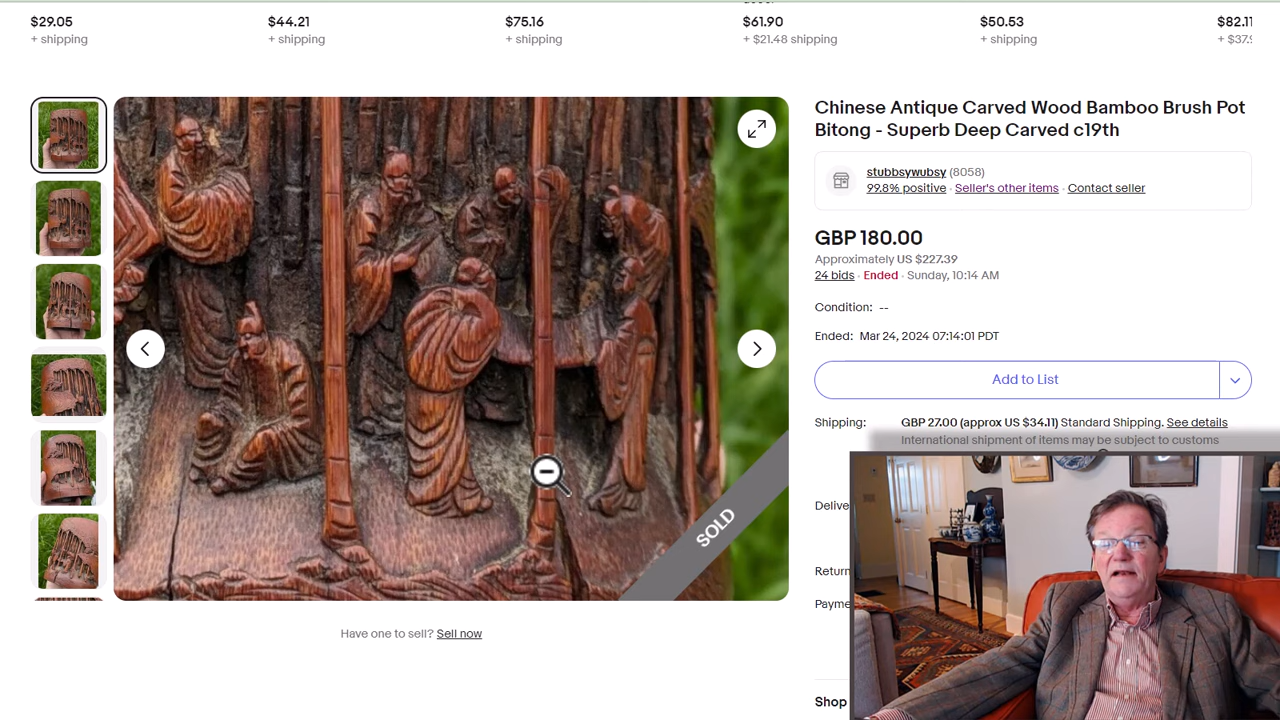 $29.05
+ shipping
$44.21
+ shipping
$75.16
+ shipping
$61.90
+ $21.48 shipping
$50.53
+ shipping
$82.11
Chinese Antique Carved Wood Bamboo Brush Pot
Bitong - Superb Deep Carved c19th
stubbsywubsy (8058)
99.8% positive · Seller's other items · Contact seller
GBP 180.00
Approximately US $227.39
24 bids · Ended · Sunday, 10:14 AM
Condition: --
Ended: Mar 24, 2024 07:14:01 PDT
Add to List
Shipping: GBP 27.00 (approx US $34.11) Standard Shipping. See details
International shipment of items may be subject to customs
SOLD
Have one to sell? Sell now
Shop